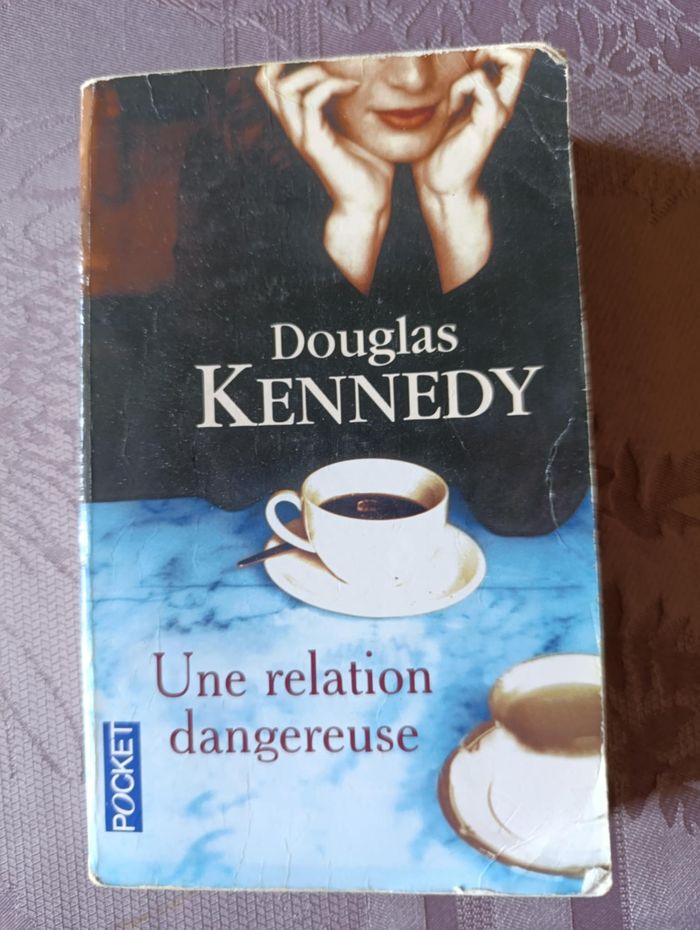 Douglas
KENNEDY
Une relation
dangereuse
POCKET